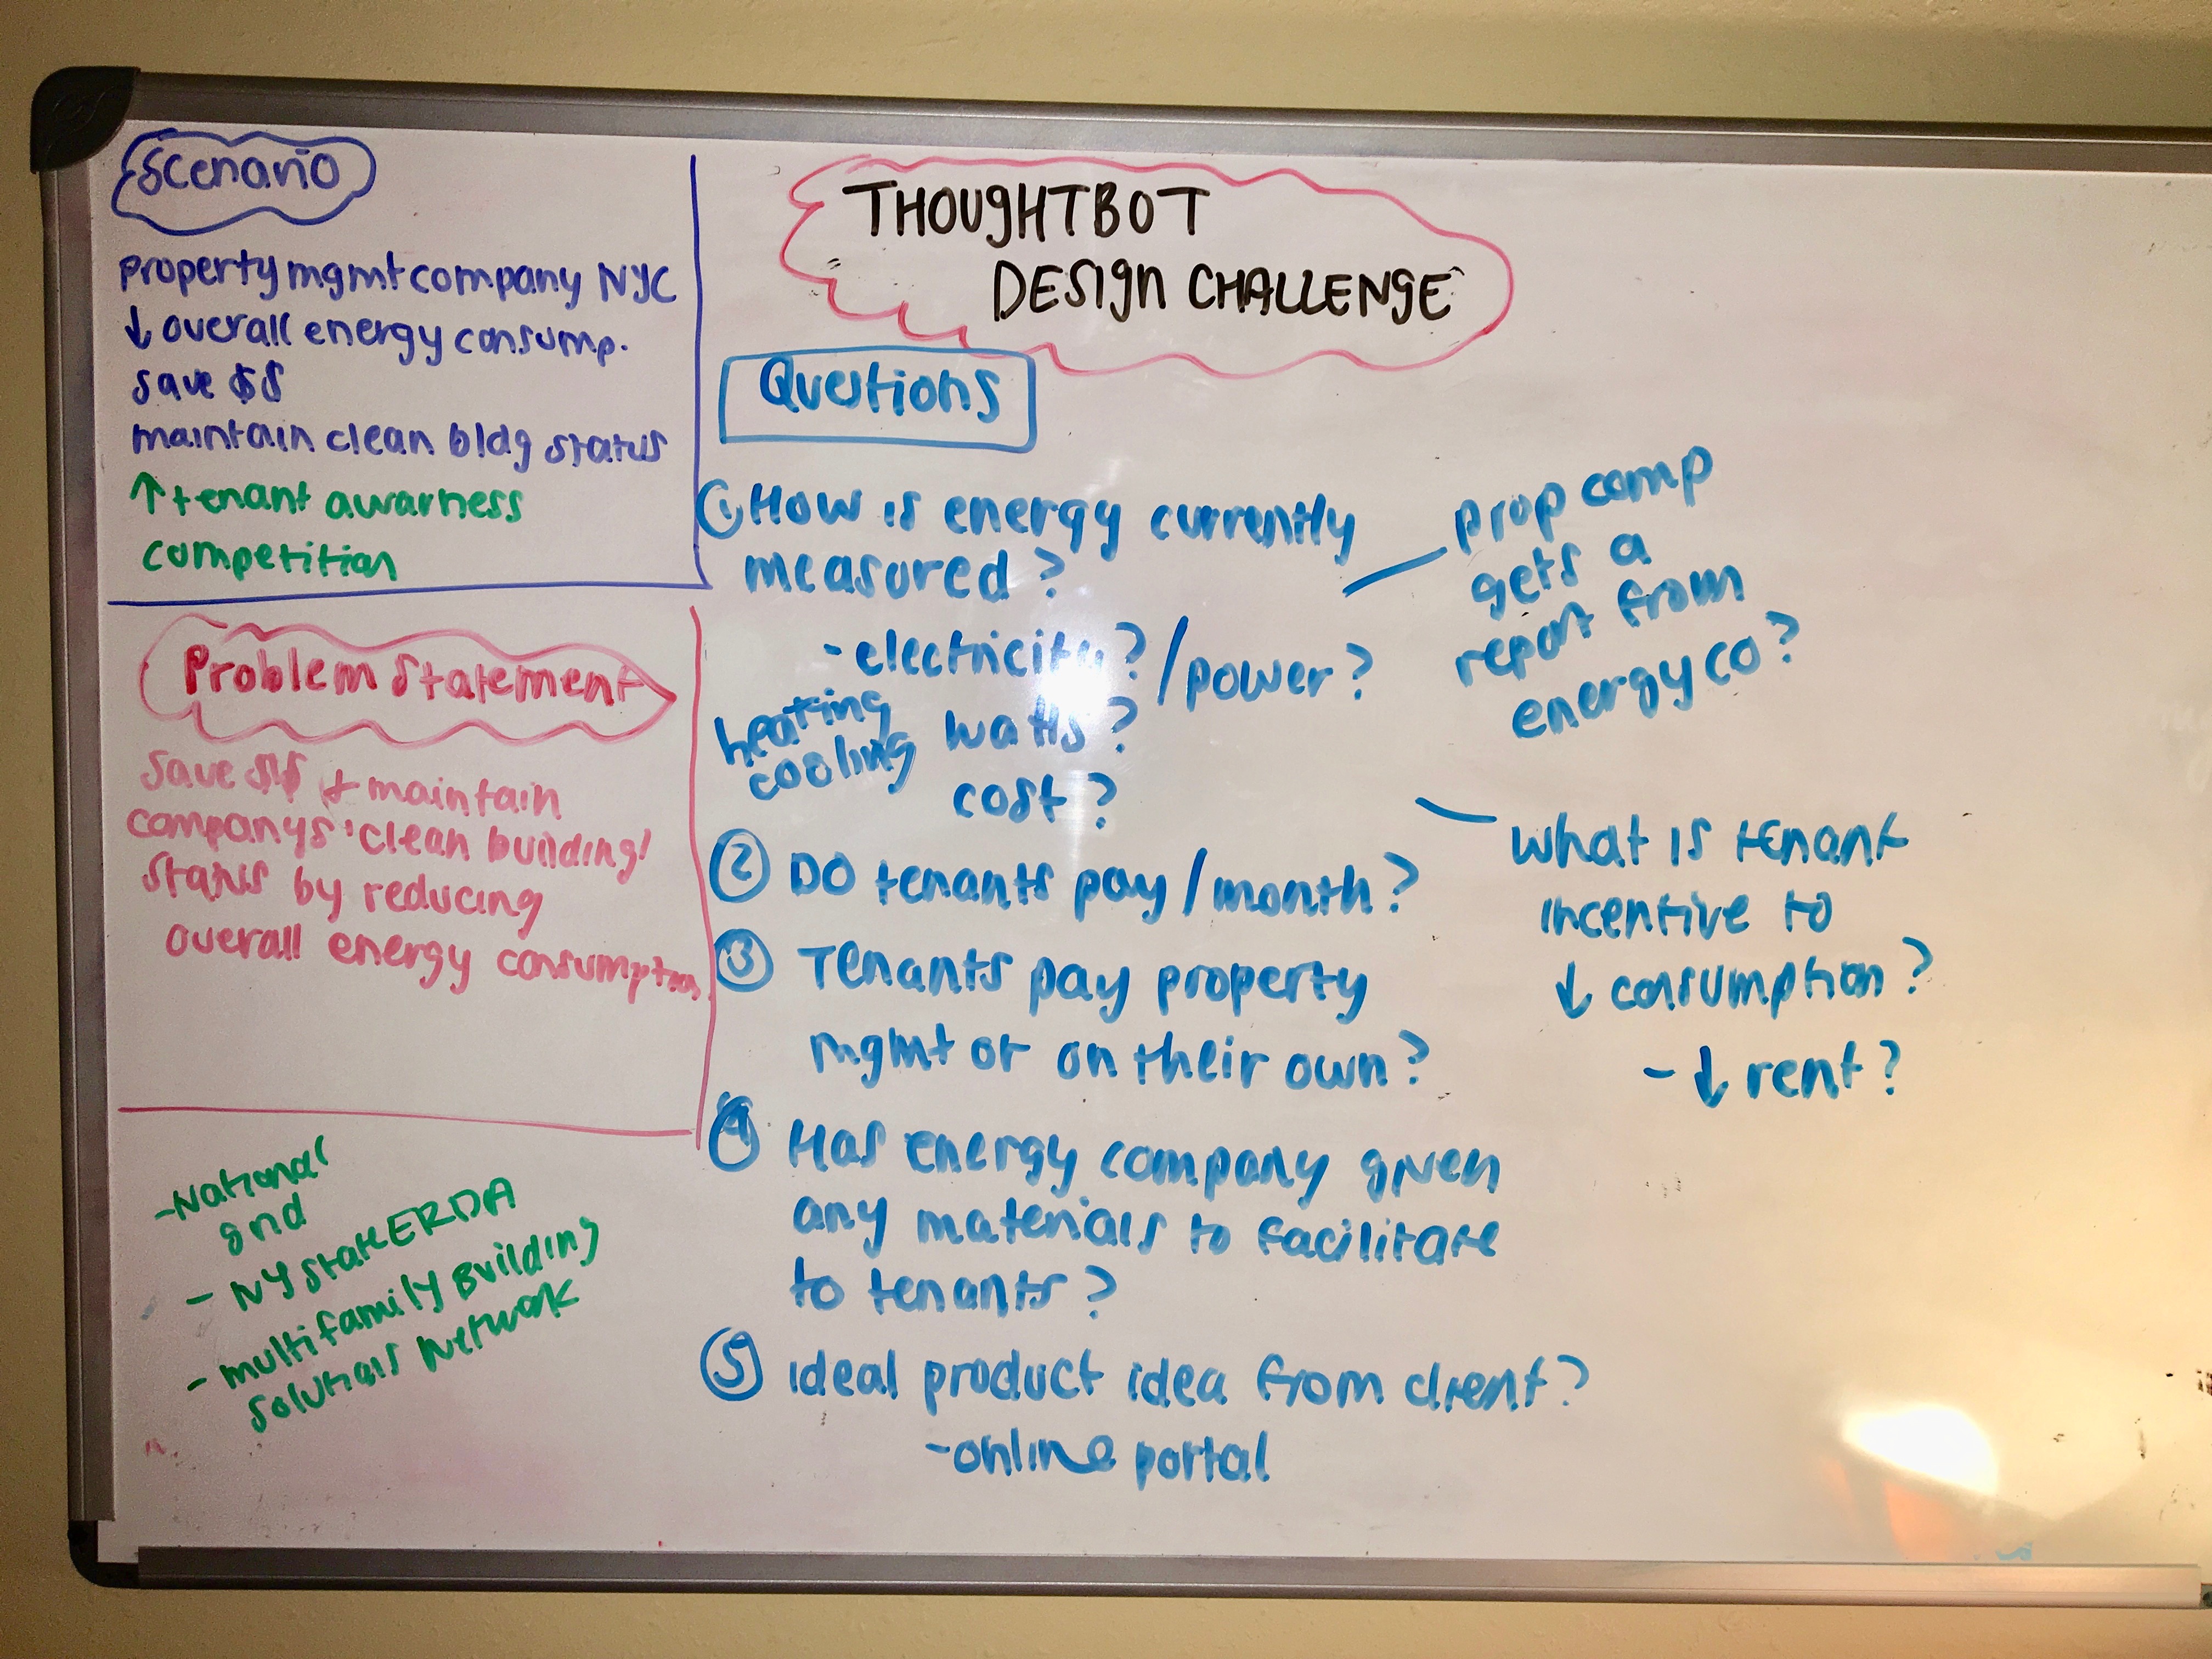 Scenario
property mgmt company NYC
↓ overall energy consump.
save $$
maintain clean bldg status
↑ tenant awarness
competition
Problem Statement
save $$ + maintain
companys 'clean building'
status by reducing
overall energy consumption
-National
grid
- NY State ERDA
- multifamily Building
solutions Network
THOUGHTBOT
DESIGN CHALLENGE
Questions
① How is energy currently
measured?
- electricity? / power?
heating
cooling
watts?
cost?
② Do tenants pay / month?
③ Tenants pay property
mgmt or on their own?
④ Has energy company given
any materials to facilitate
to tenants?
⑤ ideal product idea from client?
- online portal
prop comp
gets a
report from
energy co?
what is tenant
incentive to
↓ consumption?
- ↓ rent?